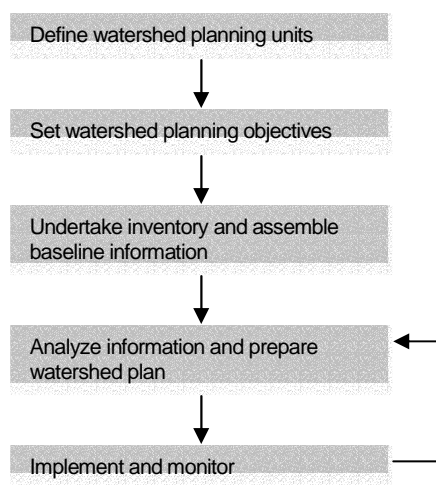 Define watershed planning units
Set watershed planning objectives
Undertake inventory and assemble
baseline information
Analyze information and prepare
watershed plan
Implement and monitor